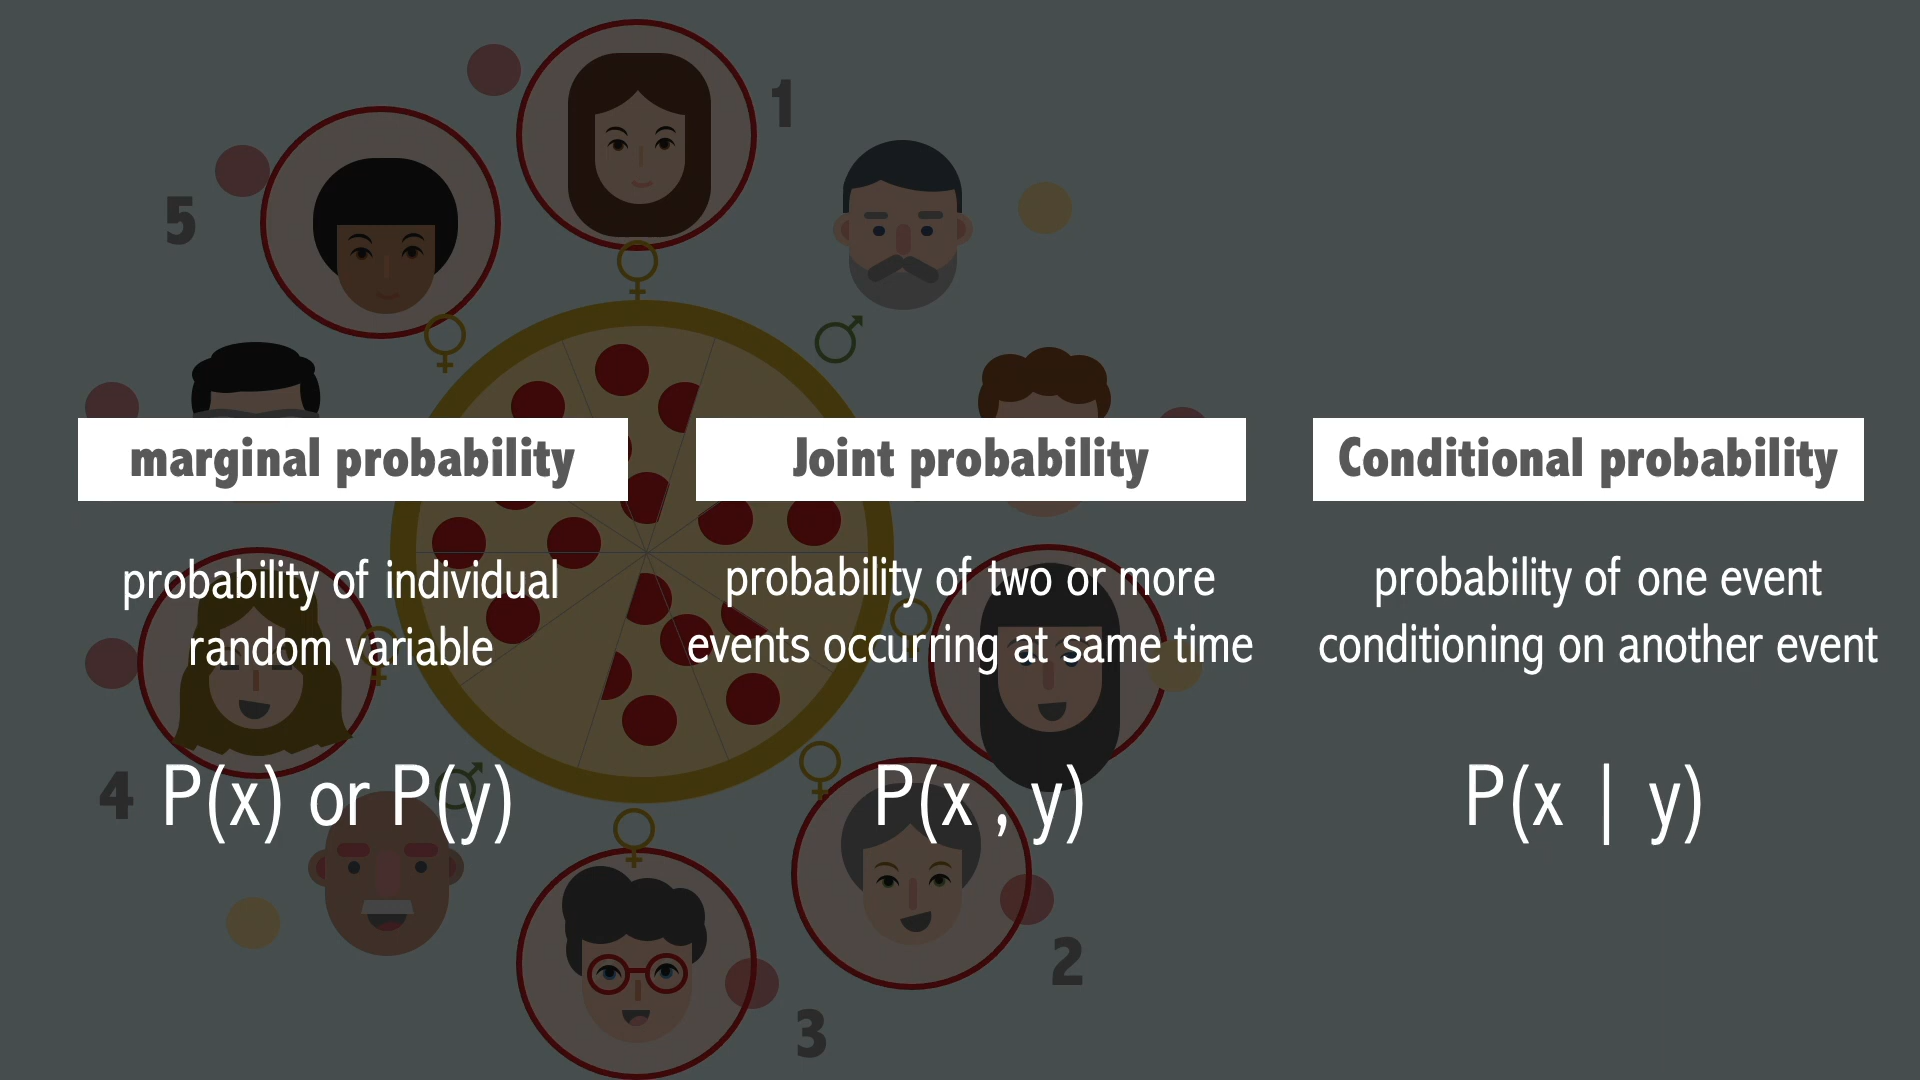 1
5
marginal probability
Joint probability
Conditional probability
probability of individual
random variable
probability of two or more
events occurring at same time
probability of one event
conditioning on another event
P(x) or P(y)
P(x , y)
P(x | y)
4
2
3